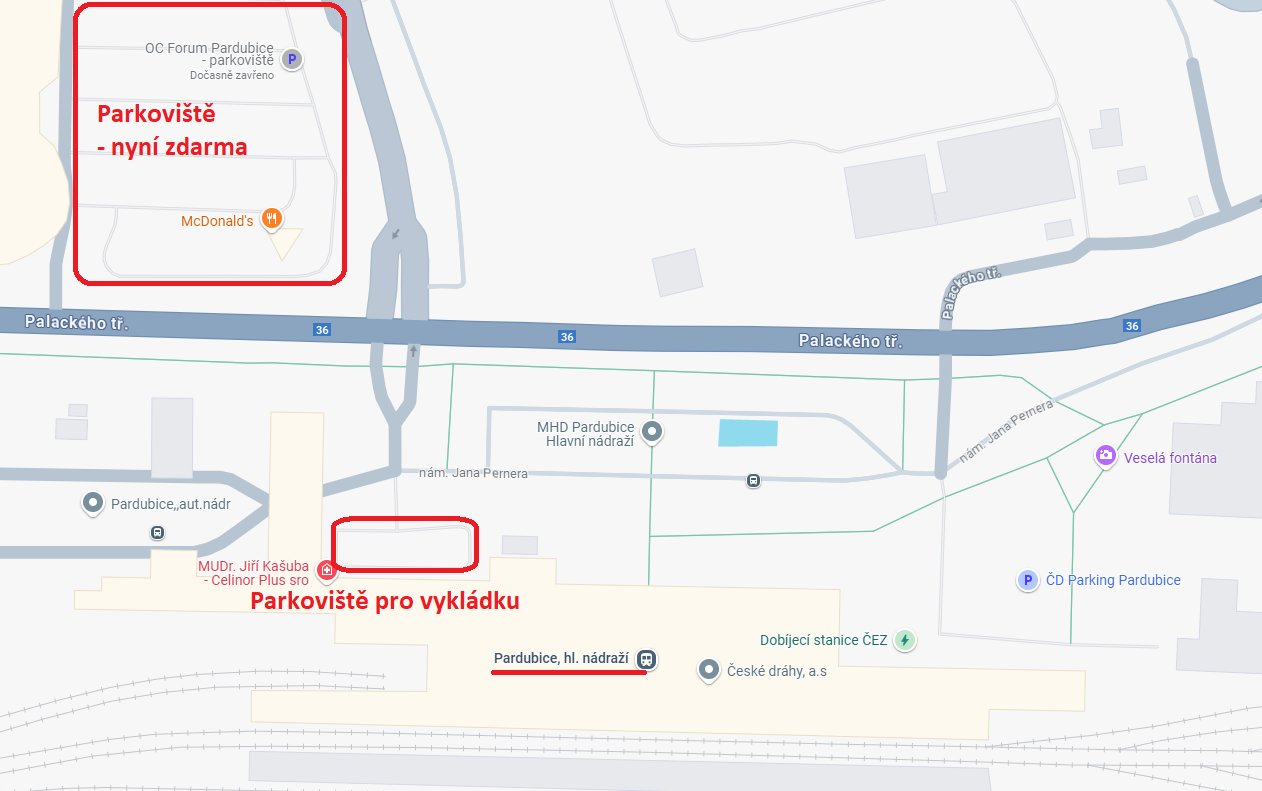 OC Forum Pardubice
- parkoviště
Dočasně zavřeno
P
Parkoviště
- nyní zdarma
McDonald's
Palackého tř.
Palackého tř.
36
36
Palackého tř.
36
MHD Pardubice
Hlavní nádraží
nám. Jana Pernera
nám. Jana Pernera
Veselá fontána
Pardubice,,aut.nádr
MUDr. Jiří Kašuba
- Celinor Plus sro
P
ČD Parking Pardubice
Parkoviště pro vykládku
Dobíjecí stanice ČEZ
Pardubice, hl. nádraží
České dráhy, a.s